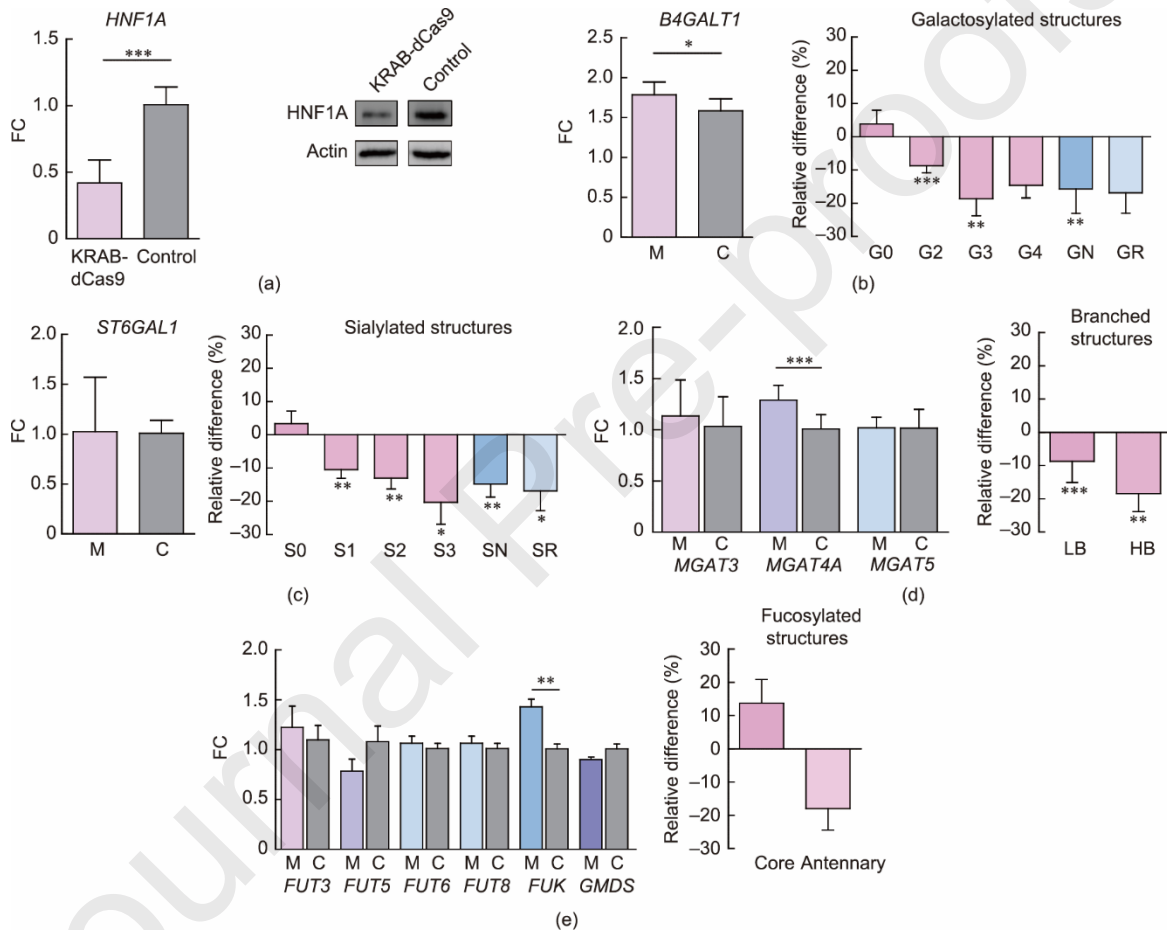 HNF1A
FC
1.5
1.0
0.5
0
***
KRAB-
dCas9
Control
KRAB-dCas9
Control
HNF1A
Actin
(a)
B4GALT1
FC
2.5
2.0
1.5
1.0
0.5
0
*
M C
Galactosylated structures
Relative difference (%)
30
20
10
0
–10
–20
–30
***
**
**
G0 G2 G3 G4 GN GR
(b)
ST6GAL1
FC
2.0
1.5
1.0
0.5
0
M C
Sialylated structures
Relative difference (%)
30
20
10
0
–10
–20
–30
**
**
*
**
*
S0 S1 S2 S3 SN SR
(c)
FC
2.0
1.5
1.0
0.5
0
***
M C M C M C
MGAT3 MGAT4A MGAT5
Branched
structures
Relative difference (%)
30
20
10
0
–10
–20
–30
***
**
LB HB
(d)
FC
2.0
1.5
1.0
0.5
0
**
M C M C M C M C M C M C
FUT3 FUT5 FUT6 FUT8 FUK GMDS
Fucosylated
structures
Relative difference (%)
30
20
10
0
–10
–20
–30
Core Antennary
(e)
Journal Pre-proofs